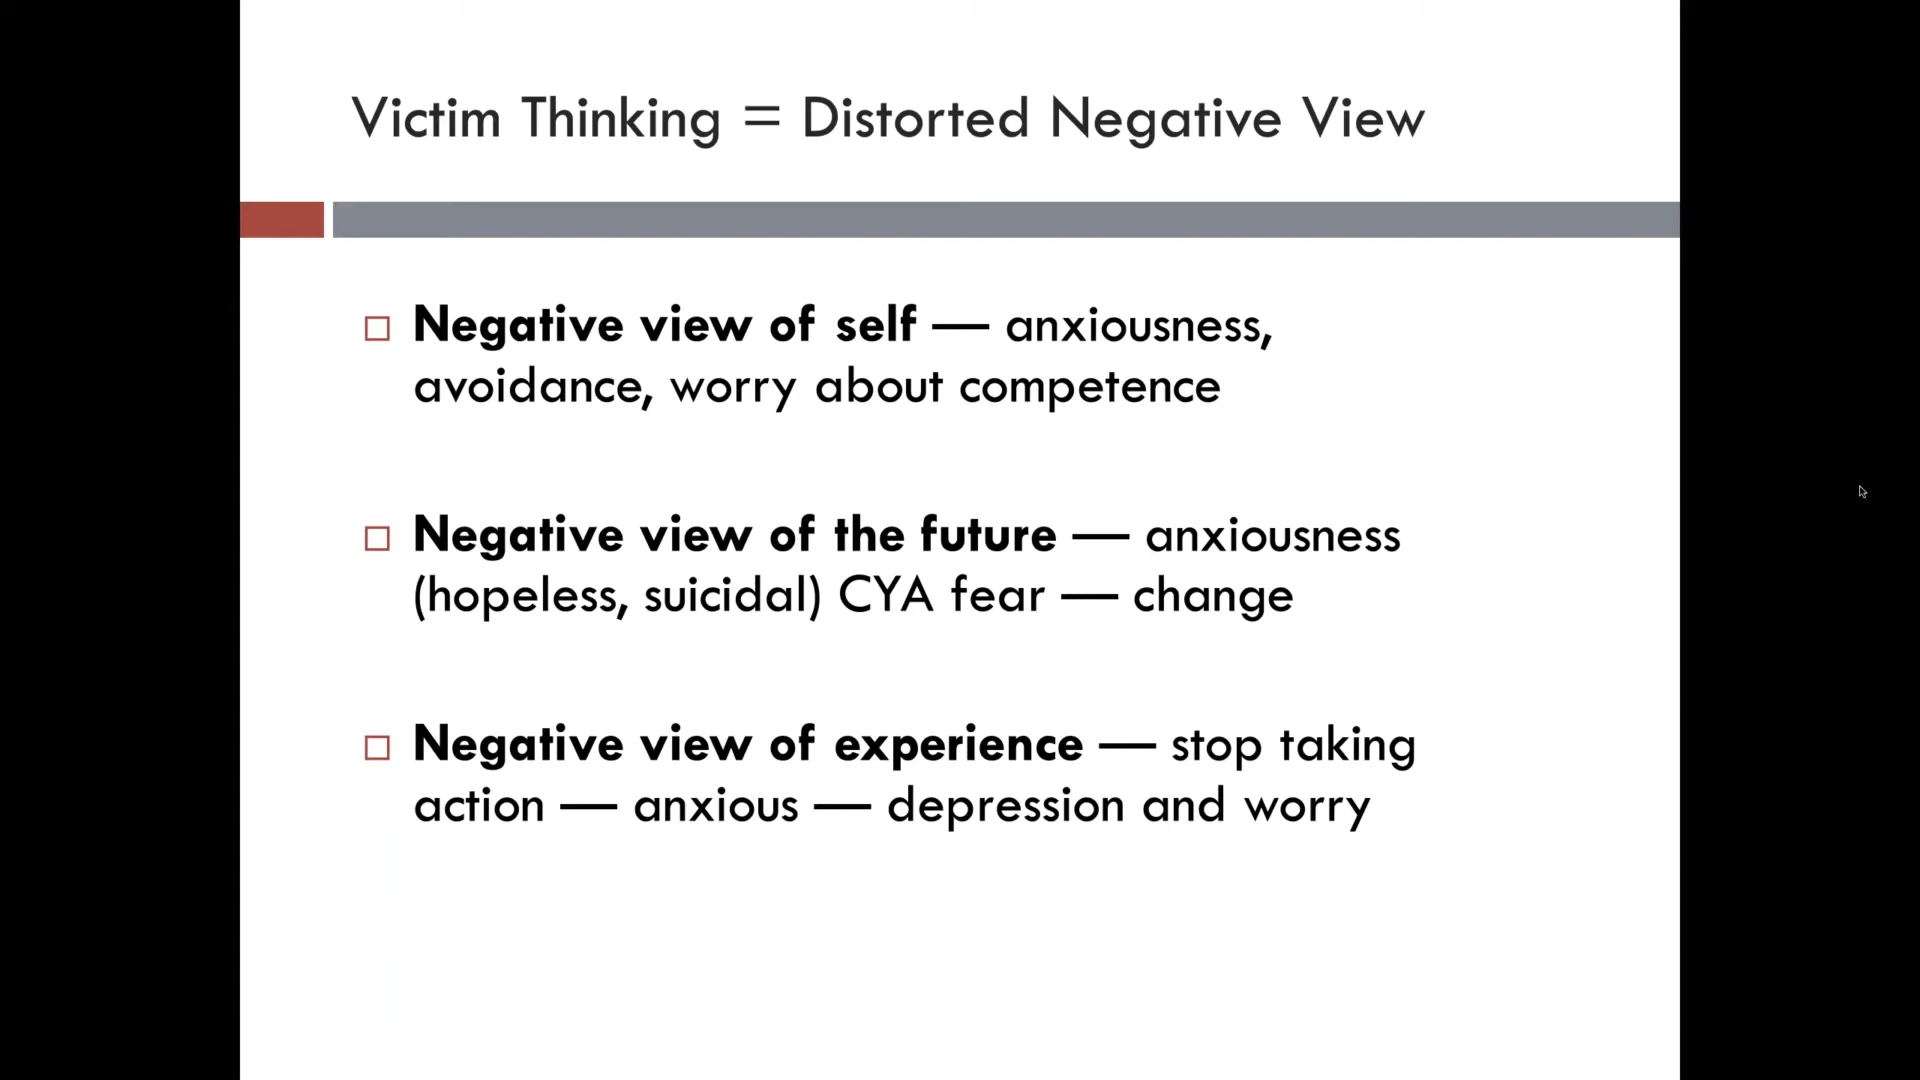 Victim Thinking = Distorted Negative View
Negative view of self — anxiousness,
avoidance, worry about competence
Negative view of the future — anxiousness
(hopeless, suicidal) CYA fear — change
Negative view of experience — stop taking
action — anxious — depression and worry